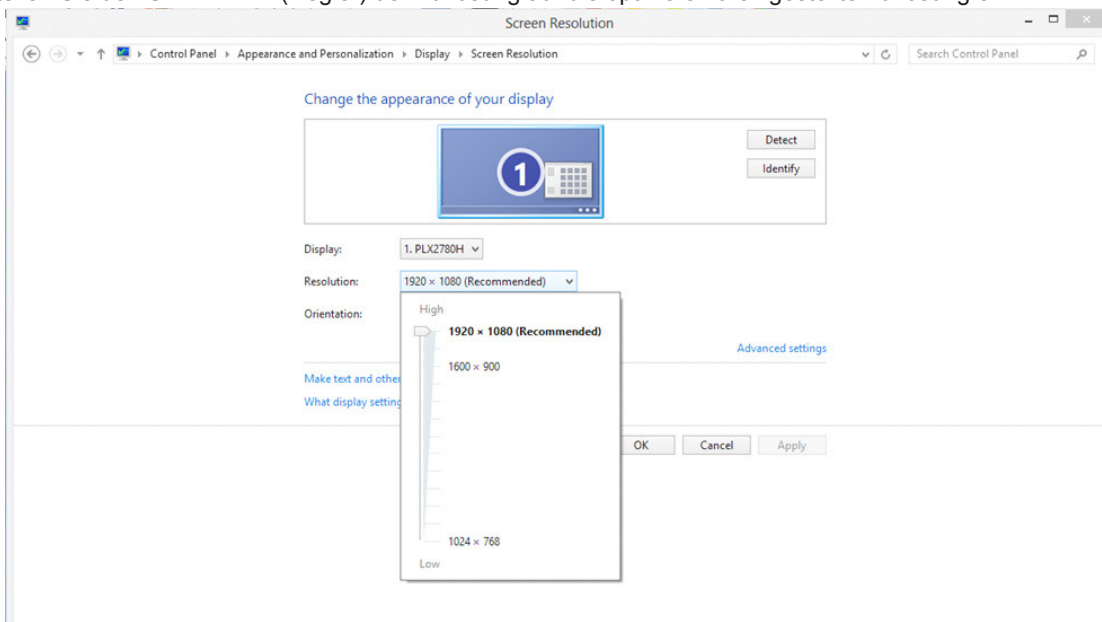 Screen Resolution
Control Panel Appearance and Personalization Display Screen Resolution
Search Control Panel
Change the appearance of your display
1
Detect
Identify
Display: 1. PLX2780H
Resolution: 1920 × 1080 (Recommended)
Orientation:
High
1920 × 1080 (Recommended)
1600 × 900
1024 × 768
Low
Advanced settings
Make text and other
What display setting
OK Cancel Apply